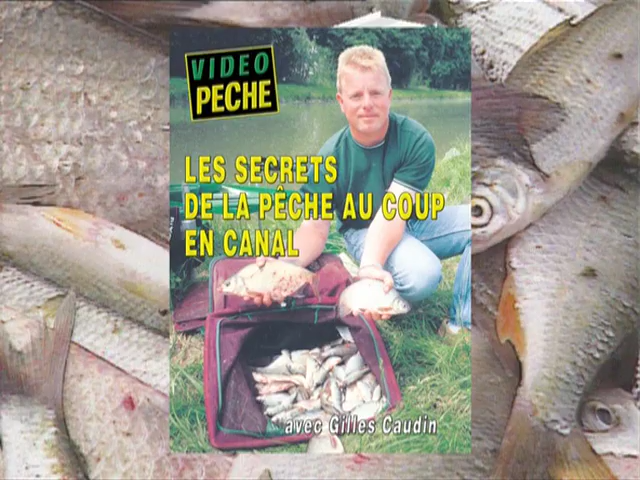 VIDEO
PECHE
LES SECRETS
DE LA PÊCHE AU COUP
EN CANAL
avec Gilles Caudin